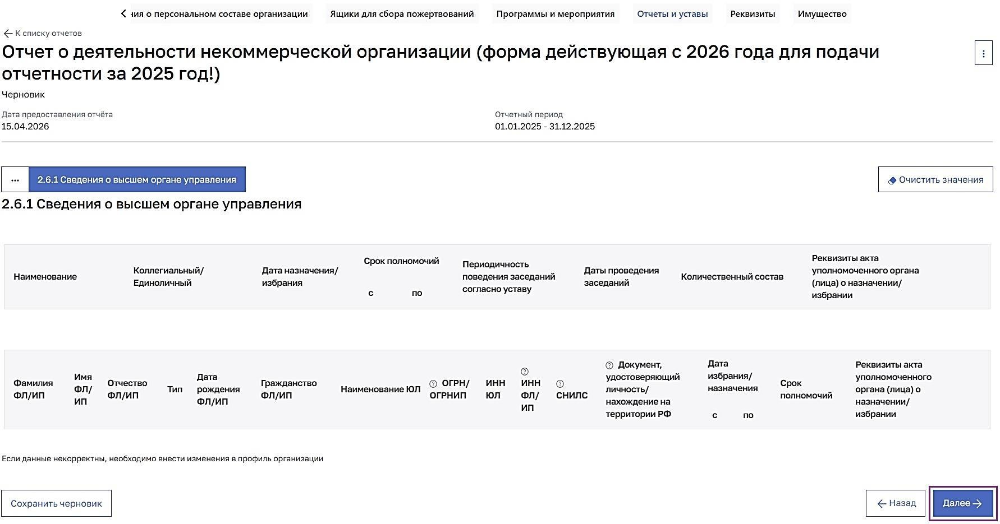 ния о персональном составе организации Ящики для сбора пожертвований Программы и мероприятия Отчеты и уставы Реквизиты Имущество
К списку отчетов
Отчет о деятельности некоммерческой организации (форма действующая с 2026 года для подачи
отчетности за 2025 год!)
Черновик
Дата предоставления отчёта Отчетный период
15.04.2026 01.01.2025 - 31.12.2025
... 2.6.1 Сведения о высшем органе управления Очистить значения
2.6.1 Сведения о высшем органе управления
Наименование
Коллегиальный/
Единоличный
Дата назначения/
избрания
Срок полномочий
с по
Периодичность
поведения заседаний
согласно уставу
Даты проведения
заседаний
Количественный состав
Реквизиты акта
уполномоченного органа
(лица) о назначении/
избрании
Фамилия
ФЛ/ИП
Имя
ФЛ/
ИП
Отчество
ФЛ/ИП
Тип
Дата
рождения
ФЛ/ИП
Гражданство
ФЛ/ИП
Наименование ЮЛ
? ОГРН/
ОГРНИП
ИНН
ЮЛ
?
ИНН
ФЛ/
ИП
?
СНИЛС
? Документ,
удостоверяющий
личность/
нахождение на
территории РФ
Дата
избрания/
назначения
с по
Срок
полномочий
Реквизиты акта
уполномоченного
органа (лица) о
назначении/
избрании
Если данные некорректны, необходимо внести изменения в профиль организации
Сохранить черновик Назад Далее